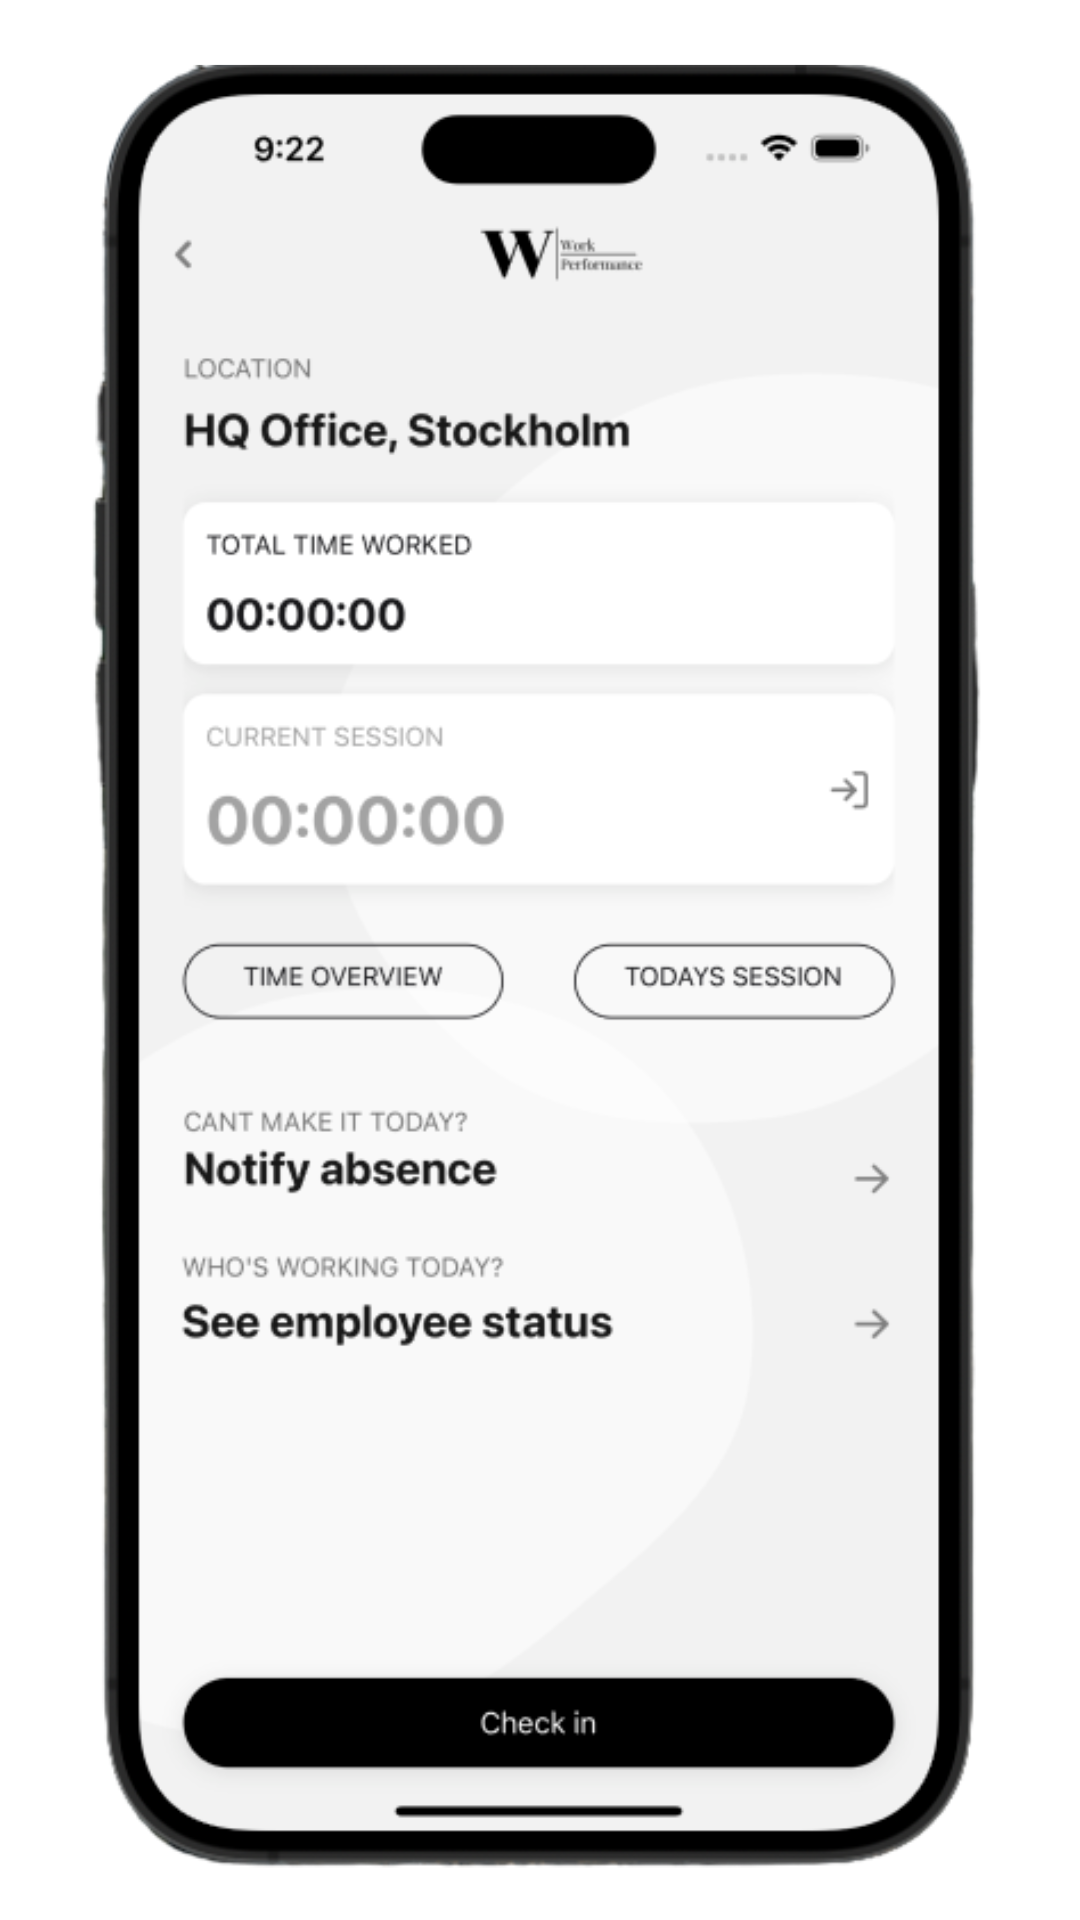 9:22
W
Work
Performance
LOCATION
HQ Office, Stockholm
TOTAL TIME WORKED
00:00:00
CURRENT SESSION
00:00:00
TIME OVERVIEW
TODAYS SESSION
CANT MAKE IT TODAY?
Notify absence
WHO'S WORKING TODAY?
See employee status
Check in